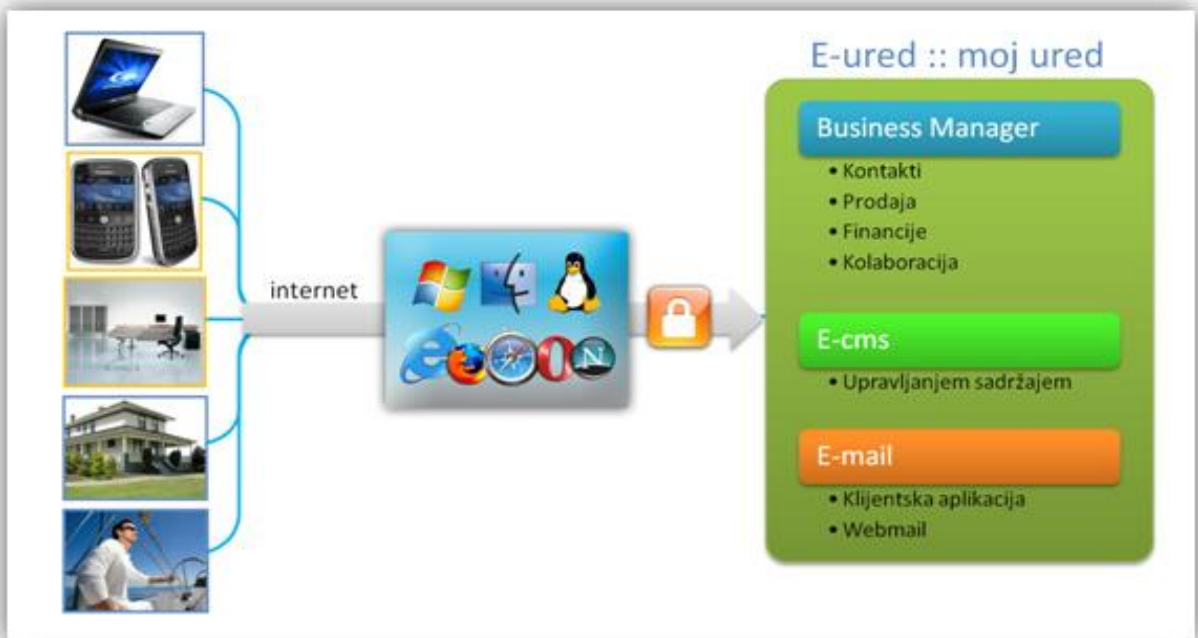 E-ured :: moj ured
Business Manager
• Kontakti
• Prodaja
• Financije
• Kolaboracija
internet
E-cms
• Upravljanjem sadržajem
E-mail
• Klijentska aplikacija
• Webmail